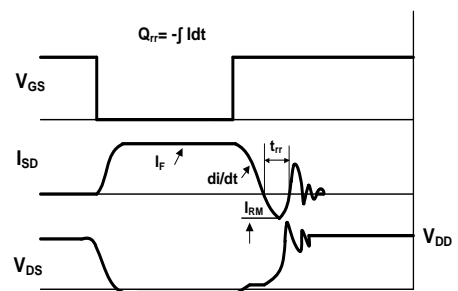 Qrr= -∫ Idt
VGS
ISD
IF
di/dt
trr
IRM
VDD
VDS